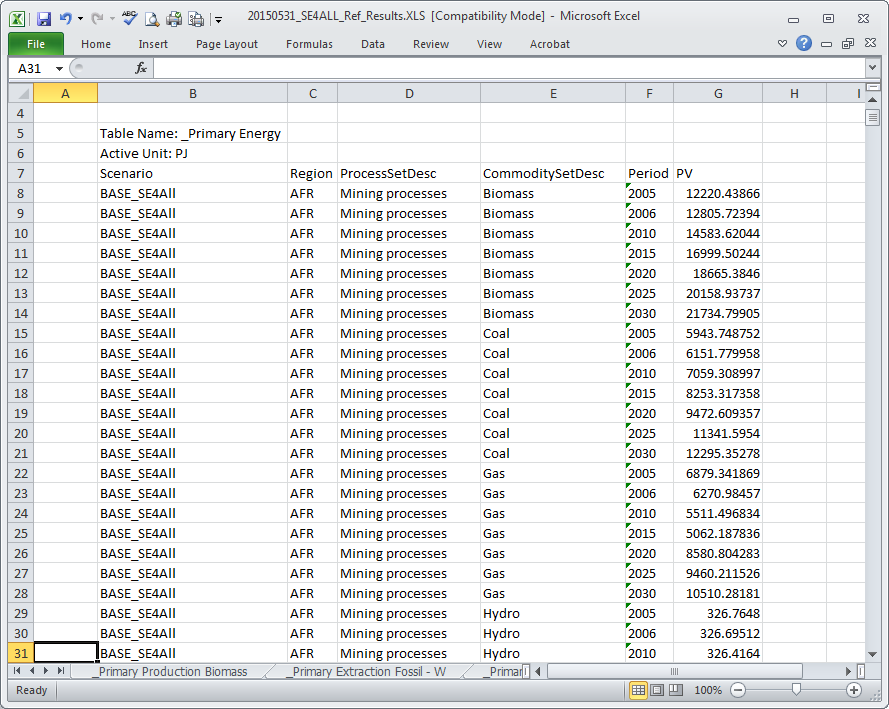 20150531_SE4ALL_Ref_Results.XLS [Compatibility Mode] - Microsoft Excel
File Home Insert Page Layout Formulas Data Review View Acrobat
A31 fx
A B C D E F G H I
4
5 Table Name: _Primary Energy
6 Active Unit: PJ
7 Scenario Region ProcessSetDesc CommoditySetDesc Period PV
8 BASE_SE4All AFR Mining processes Biomass 2005 12220.43866
9 BASE_SE4All AFR Mining processes Biomass 2006 12805.72394
10 BASE_SE4All AFR Mining processes Biomass 2010 14583.62044
11 BASE_SE4All AFR Mining processes Biomass 2015 16999.50244
12 BASE_SE4All AFR Mining processes Biomass 2020 18665.3846
13 BASE_SE4All AFR Mining processes Biomass 2025 20158.93737
14 BASE_SE4All AFR Mining processes Biomass 2030 21734.79905
15 BASE_SE4All AFR Mining processes Coal 2005 5943.748752
16 BASE_SE4All AFR Mining processes Coal 2006 6151.779958
17 BASE_SE4All AFR Mining processes Coal 2010 7059.308997
18 BASE_SE4All AFR Mining processes Coal 2015 8253.317358
19 BASE_SE4All AFR Mining processes Coal 2020 9472.609357
20 BASE_SE4All AFR Mining processes Coal 2025 11341.5954
21 BASE_SE4All AFR Mining processes Coal 2030 12295.35278
22 BASE_SE4All AFR Mining processes Gas 2005 6879.341869
23 BASE_SE4All AFR Mining processes Gas 2006 6270.98457
24 BASE_SE4All AFR Mining processes Gas 2010 5511.496834
25 BASE_SE4All AFR Mining processes Gas 2015 5062.187836
26 BASE_SE4All AFR Mining processes Gas 2020 8580.804283
27 BASE_SE4All AFR Mining processes Gas 2025 9460.211526
28 BASE_SE4All AFR Mining processes Gas 2030 10510.28181
29 BASE_SE4All AFR Mining processes Hydro 2005 326.7648
30 BASE_SE4All AFR Mining processes Hydro 2006 326.69512
31 BASE_SE4All AFR Mining processes Hydro 2010 326.4164
_Primary Production Biomass _Primary Extraction Fossil - W _Primar
Ready 100%